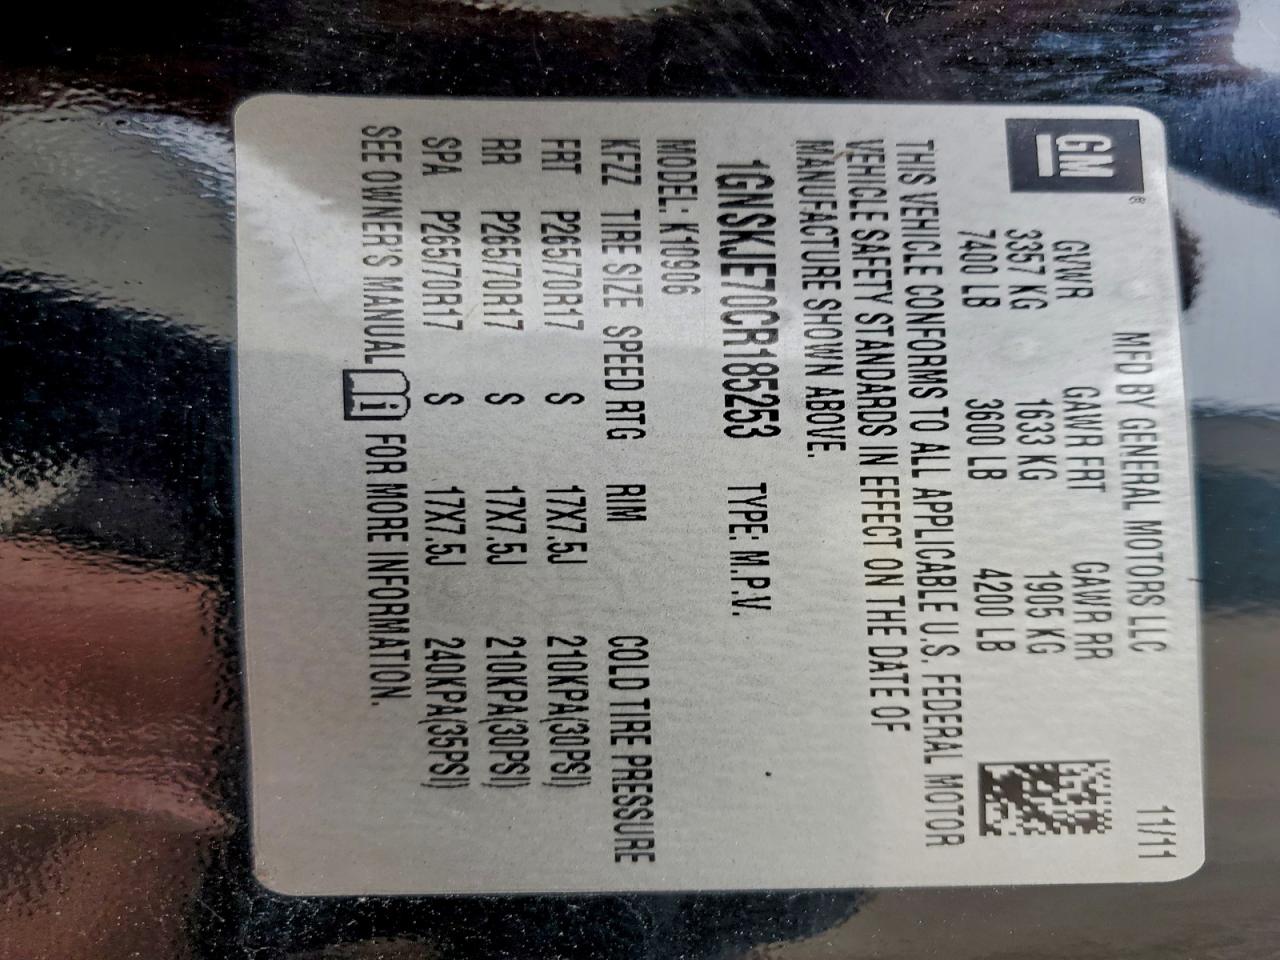 GM®
MFD BY GENERAL MOTORS LLC 11/11
GVWR GAWR FRT GAWR RR
3357 KG 1633 KG 1905 KG
7400 LB 3600 LB 4200 LB
THIS VEHICLE CONFORMS TO ALL APPLICABLE U.S. FEDERAL MOTOR
VEHICLE SAFETY STANDARDS IN EFFECT ON THE DATE OF
MANUFACTURE SHOWN ABOVE.
1GNSKJE70CR185253 TYPE: M.P.V.
MODEL: K10906
KFZZ TIRE SIZE SPEED RTG RIM COLD TIRE PRESSURE
FRT P265/70R17 S 17X7.5J 210KPA(30PSI)
RR P265/70R17 S 17X7.5J 210KPA(30PSI)
SPA P265/70R17 S 17X7.5J 240KPA(35PSI)
SEE OWNER'S MANUAL i FOR MORE INFORMATION.